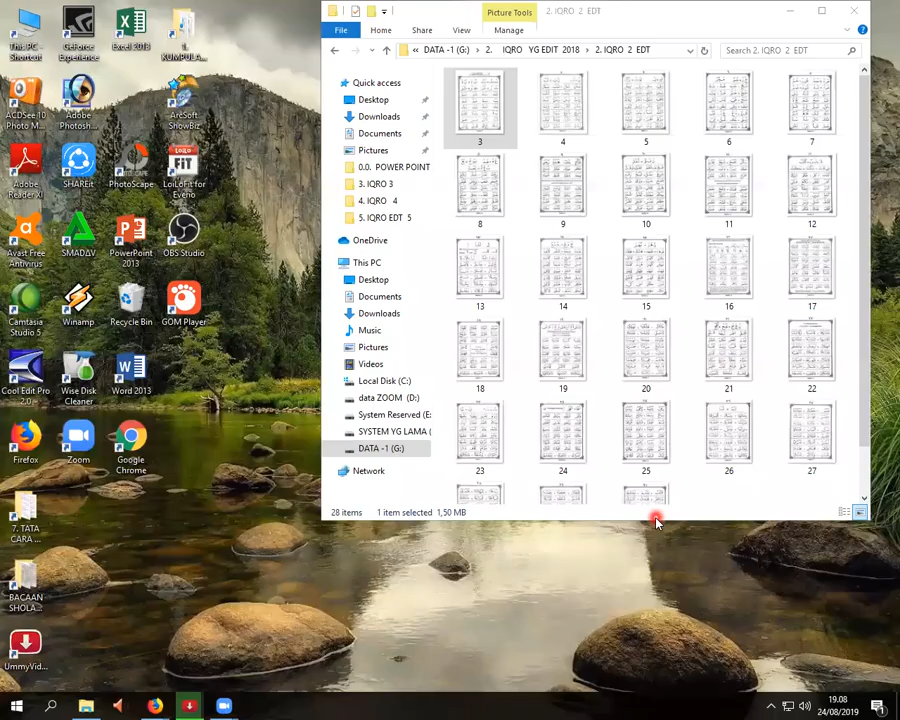 This PC - Shortcut
GeForce Experience
Excel 2013
1. KUMPULA...
ACDSee 10 Photo M...
Adobe Photosh...
ArcSoft ShowBiz
Adobe Reader XI
SHAREit
PhotoScape
LoiLoFit for Everio
Avast Free Antivirus
SMADΔV
PowerPoint 2013
OBS Studio
Camtasia Studio 5
Winamp
Recycle Bin
GOM Player
Cool Edit Pro 2.0
Wise Disk Cleaner
Word 2013
Firefox
Zoom
Google Chrome
7. TATA CARA ...
BACAAN SHOLA...
UmmyVid...
Picture Tools
2. IQRO 2 EDT
File
Home
Share
View
Manage
« DATA -1 (G:) › 2. IQRO YG EDIT 2018 › 2. IQRO 2 EDT
Search 2. IQRO 2 EDT
Quick access
Desktop
Downloads
Documents
Pictures
0.0. POWER POINT
3. IQRO 3
4. IQRO 4
5. IQRO EDT 5
OneDrive
This PC
Desktop
Documents
Downloads
Music
Pictures
Videos
Local Disk (C:)
data ZOOM (D:)
System Reserved (E:
SYSTEM YG LAMA (
DATA -1 (G:)
Network
3 4 5 6 7
8 9 10 11 12
13 14 15 16 17
18 19 20 21 22
23 24 25 26 27
28 items 1 item selected 1,50 MB
19.08
24/08/2019
1